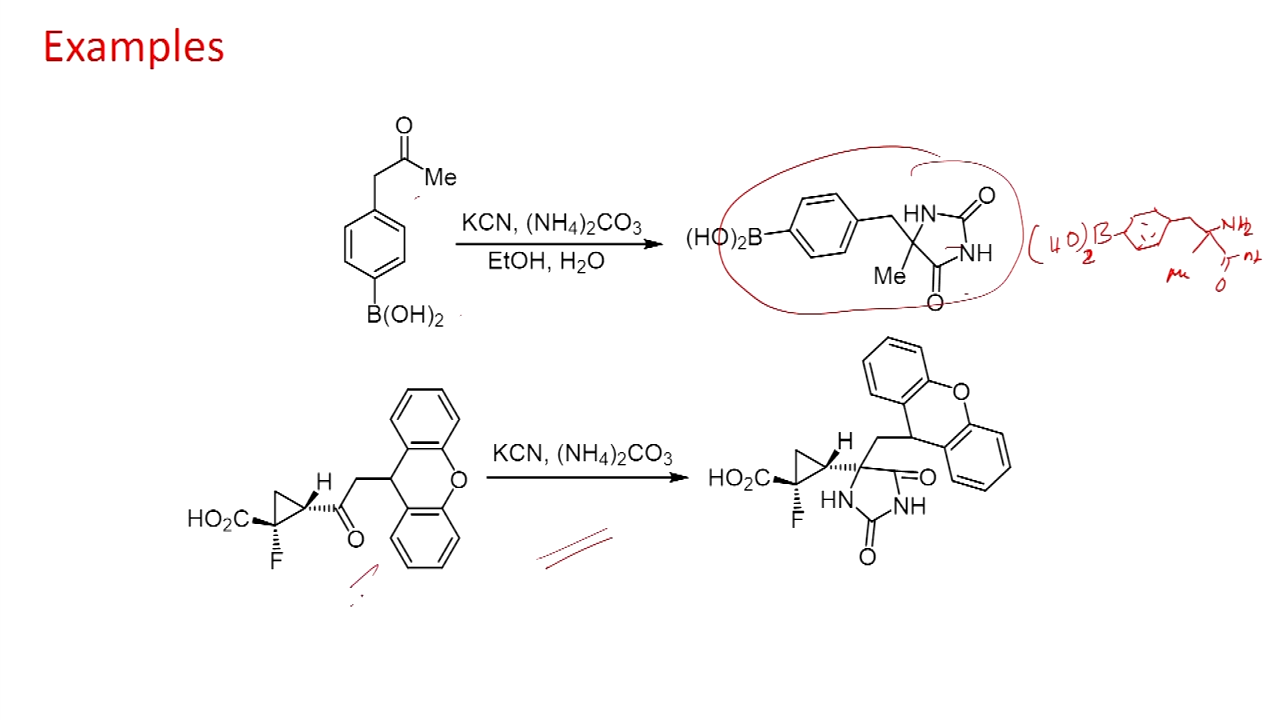 Examples
O
Me
KCN, (NH4)2CO3
EtOH, H2O
B(OH)2
(HO)2B
HN
O
NH
Me
O
(HO)2B
NH2
O
KCN, (NH4)2CO3
HO2C
H
F
O
O
HO2C
H
F
HN
O
NH
O
O